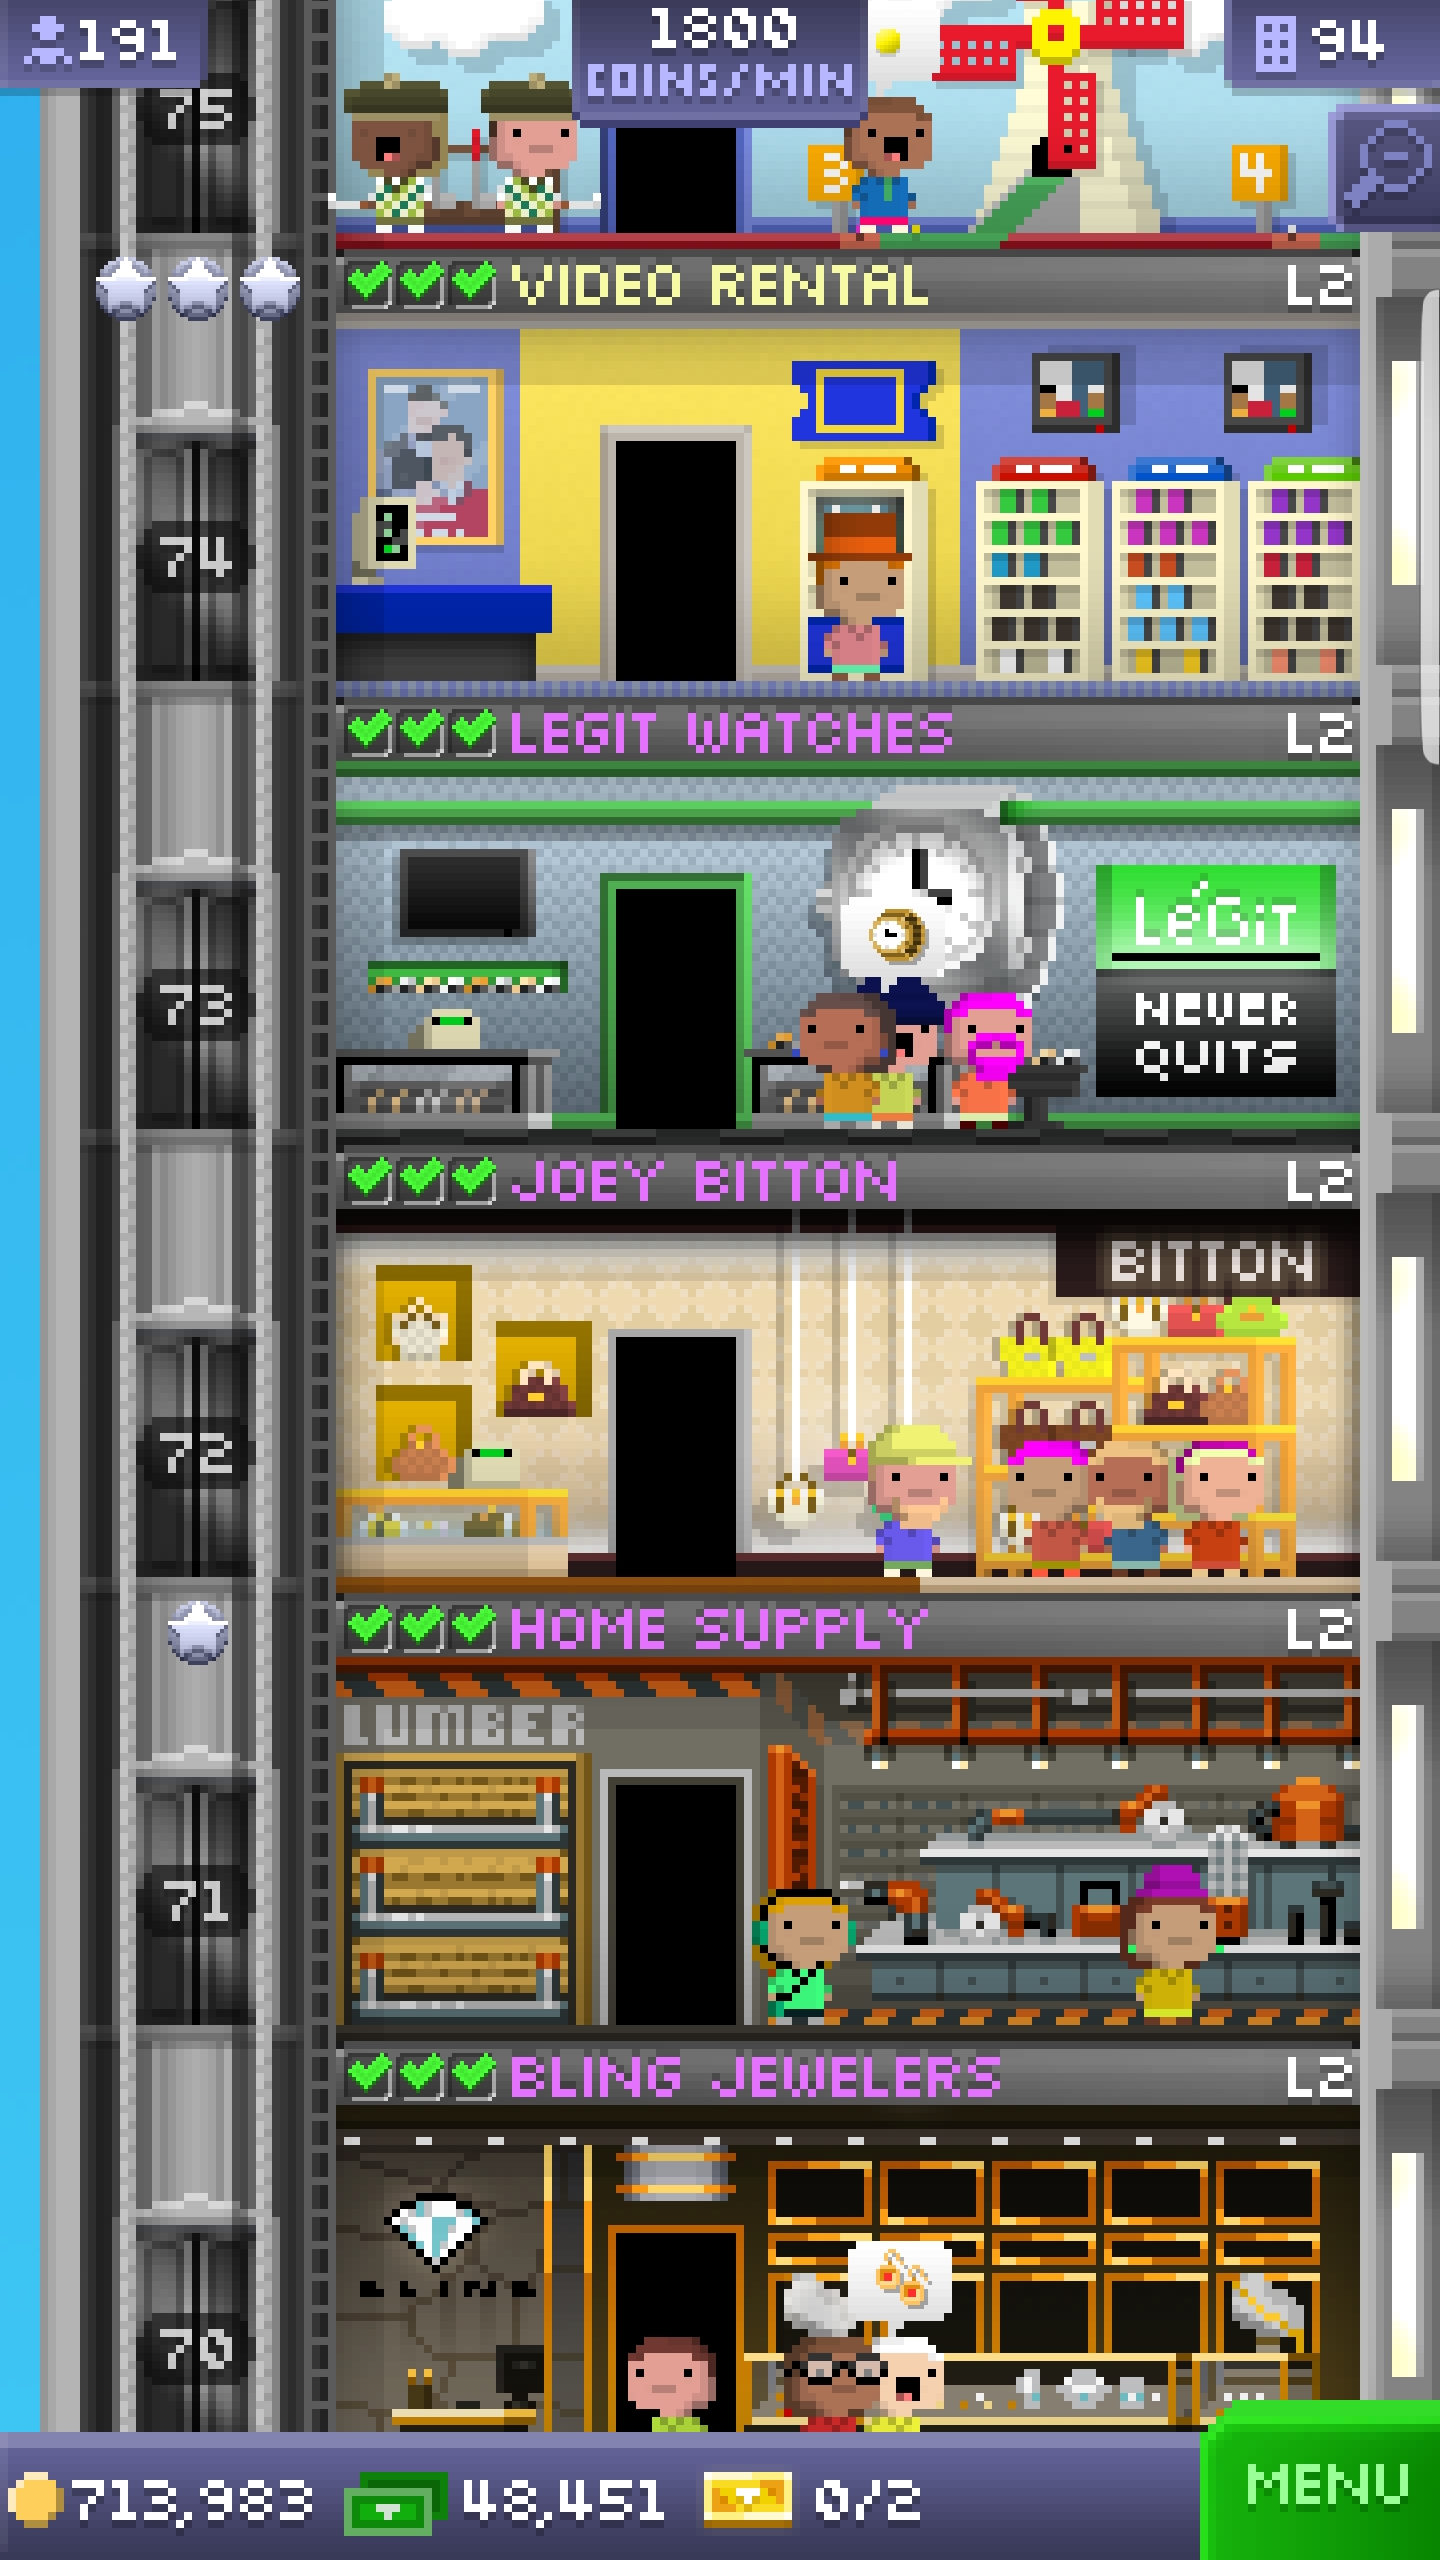 191
1800
COINS/MIN
94
75
3
4
VIDEO RENTAL
L2
74
LEGIT WATCHES
L2
LéGiT
NEVER
QUITS
73
JOEY BITTON
L2
BITTON
72
HOME SUPPLY
L2
LUMBER
71
BLING JEWELERS
L2
BLING
70
713,983
48,451
0/2
MENU